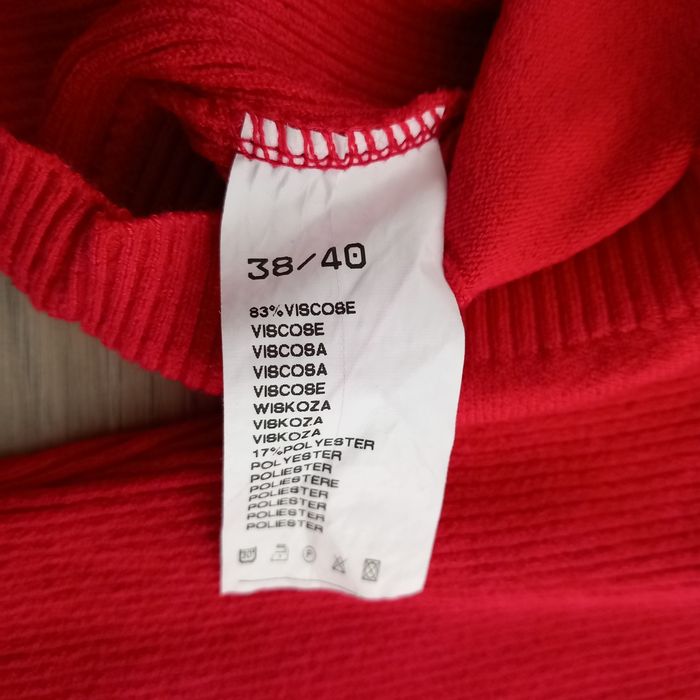 38/40
83%VISCOSE
VISCOSE
VISCOSA
VISCOSA
VISCOSE
WISKOZA
VISKOZA
VISKOZA
17%POLYESTER
POLYESTER
POLIESTER
POLIESTERE
POLIESTER
POLIESTER
POLIESTER
POLIESTER
30°
P